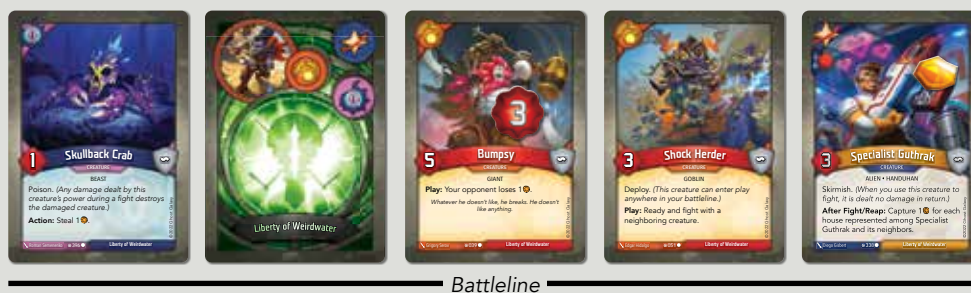 1
Skullback Crab
CREATURE
BEAST
Poison. (Any damage dealt by this
creature's power during a fight destroys
the damaged creature.)
Action: Steal 1
Liberty of Weirdwater
Liberty of Weirdwater
3
5
Bumpsy
CREATURE
GIANT
Play: Your opponent loses 1
Whatever he doesn't like, he breaks. He doesn't
like anything.
Liberty of Weirdwater
3
Shock Herder
CREATURE
GOBLIN
Deploy. (This creature can enter play
anywhere in your battleline.)
Play: Ready and fight with a
neighboring creature.
Liberty of Weirdwater
3
Specialist Guthrak
CREATURE
ALIEN • HANDUHAN
Skirmish. (When you use this creature to
fight, it is dealt no damage in return.)
After Fight/Reap: Capture 1 for each
house represented among Specialist
Guthrak and its neighbors.
Liberty of Weirdwater
Battleline